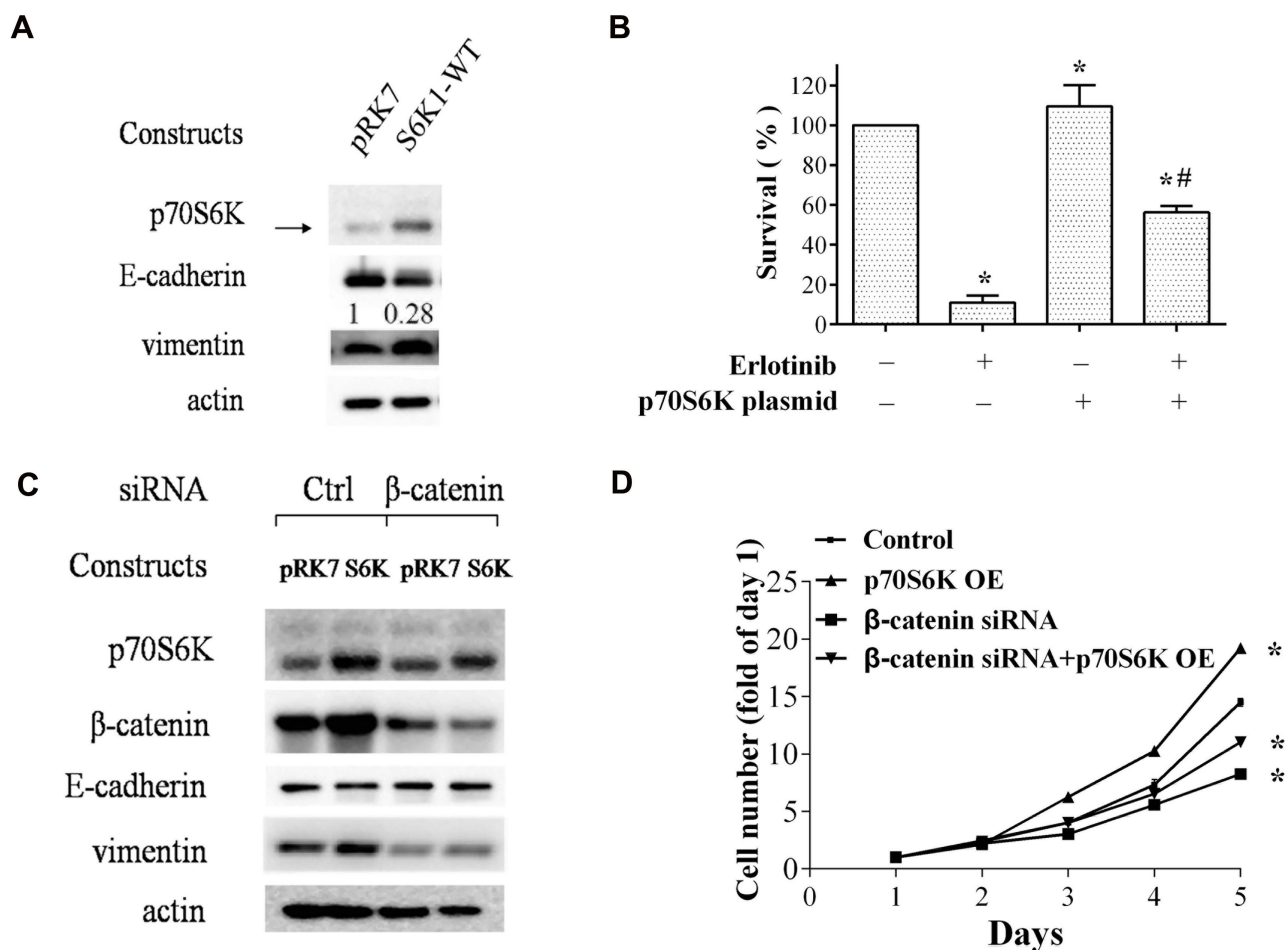 A
Constructs
pRK7
S6K1-WT
p70S6K
E-cadherin
1 0.28
vimentin
actin
B
Survival ( % )
120
100
80
60
40
20
0
*
*
*#
Erlotinib − + − +
p70S6K plasmid − − + +
C
siRNA Ctrl β-catenin
Constructs pRK7 S6K pRK7 S6K
p70S6K
β-catenin
E-cadherin
vimentin
actin
D
Control
p70S6K OE
β-catenin siRNA
β-catenin siRNA+p70S6K OE
Cell number (fold of day 1)
25
20
15
10
5
0
*
*
*
0 1 2 3 4 5
Days